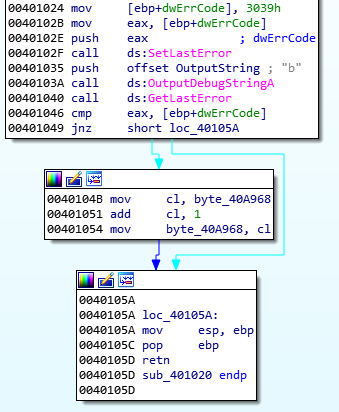 00401024 mov [ebp+dwErrCode], 3039h
0040102B mov eax, [ebp+dwErrCode]
0040102E push eax ; dwErrCode
0040102F call ds:SetLastError
00401035 push offset OutputString ; "b"
0040103A call ds:OutputDebugStringA
00401040 call ds:GetLastError
00401046 cmp eax, [ebp+dwErrCode]
00401049 jnz short loc_40105A
0040104B mov cl, byte_40A968
00401051 add cl, 1
00401054 mov byte_40A968, cl
0040105A
0040105A loc_40105A:
0040105A mov esp, ebp
0040105C pop ebp
0040105D retn
0040105D sub_401020 endp
0040105D